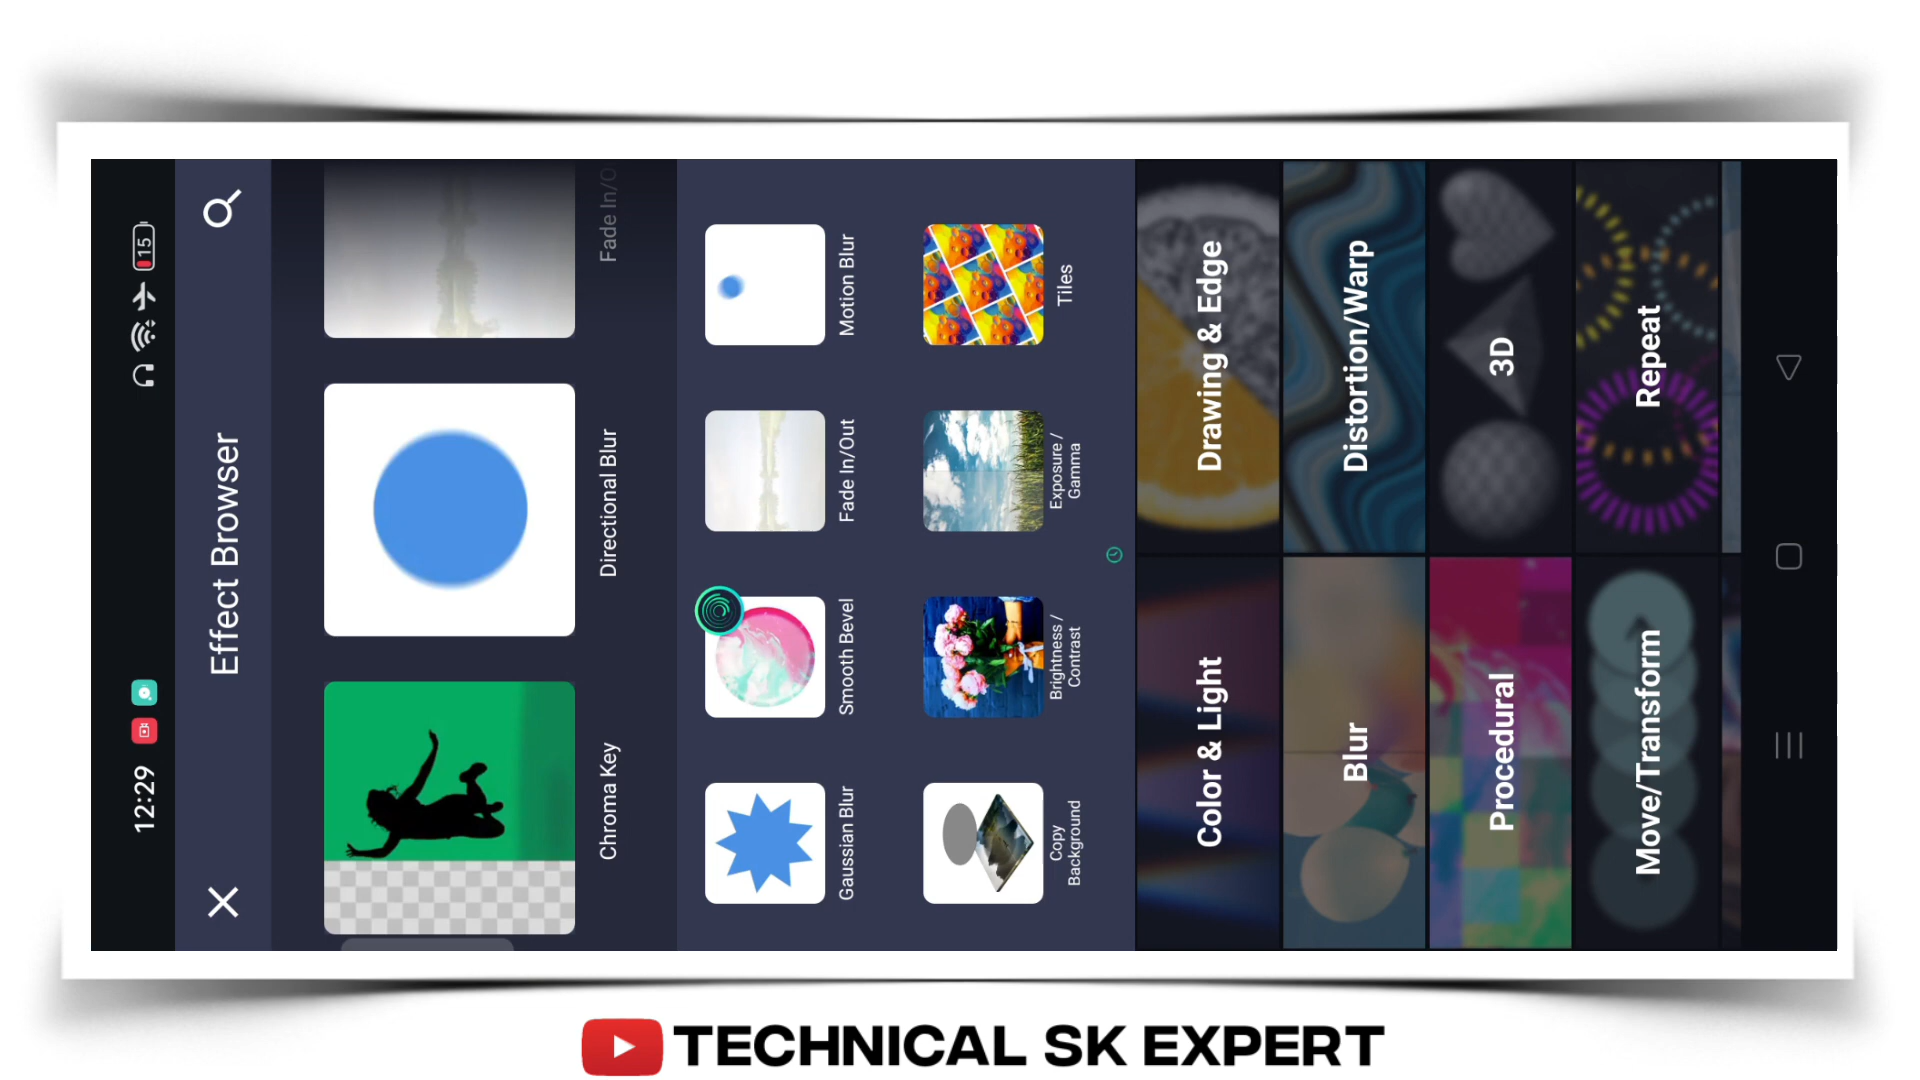 12:29
15
Effect Browser
Chroma Key
Directional Blur
Fade In/O
Gaussian Blur
Smooth Bevel
Fade In/Out
Motion Blur
Copy
Background
Brightness /
Contrast
Exposure /
Gamma
Tiles
Color & Light
Drawing & Edge
Blur
Distortion/Warp
Procedural
3D
Move/Transform
Repeat
TECHNICAL SK EXPERT